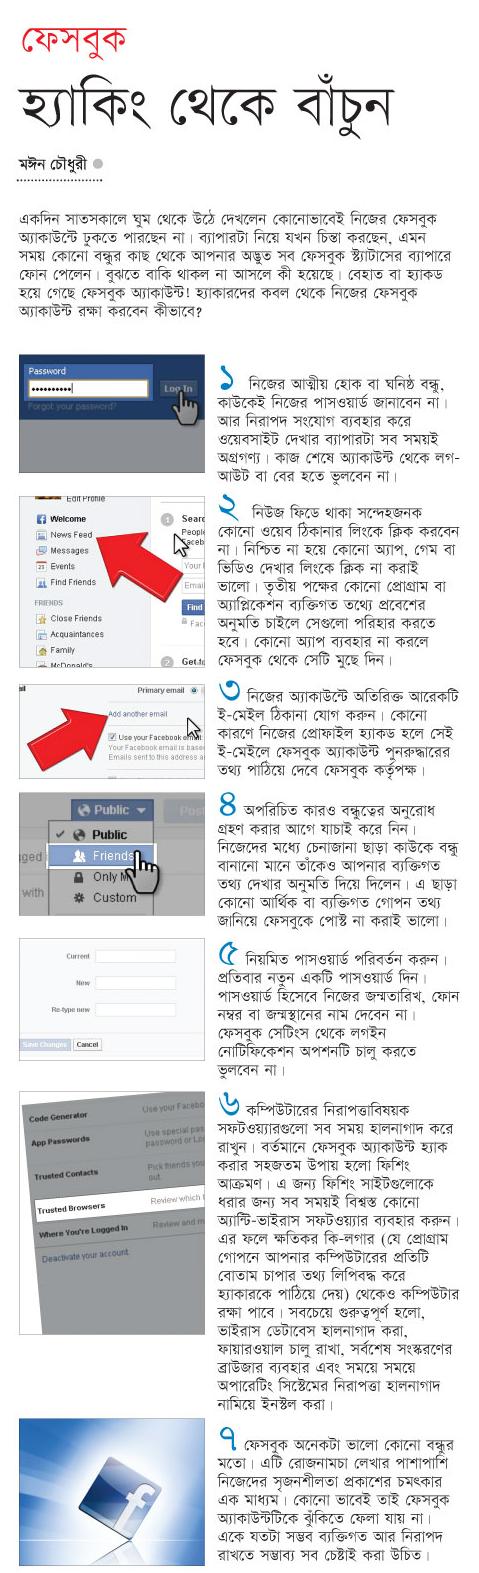 ফেসবুক
হ্যাকিং থেকে বাঁচুন
মঈন চৌধুরী
একদিন সাতসকালে ঘুম থেকে উঠে দেখলেন কোনোভাবেই নিজের ফেসবুক
অ্যাকাউন্টে ঢুকতে পারছেন না। ব্যাপারটা নিয়ে যখন চিন্তা করছেন, এমন
সময় কোনো বন্ধুর কাছ থেকে আপনার অদ্ভুত সব ফেসবুক স্ট্যাটাসের ব্যাপারে
ফোন পেলেন। বুঝতে বাকি থাকল না আসলে কী হয়েছে। বেহাত বা হ্যাকড
হয়ে গেছে ফেসবুক অ্যাকাউন্ট! হ্যাকারদের কবল থেকে নিজের ফেসবুক
অ্যাকাউন্ট রক্ষা করবেন কীভাবে?
Password
Log In
Forgot your password?
১ নিজের আত্মীয় হোক বা ঘনিষ্ঠ বন্ধু,
কাউকেই নিজের পাসওয়ার্ড জানাবেন না।
আর নিরাপদ সংযোগ ব্যবহার করে
ওয়েবসাইট দেখার ব্যাপারটা সব সময়ই
অগ্রগণ্য। কাজ শেষে অ্যাকাউন্ট থেকে লগ-
আউট বা বের হতে ভুলবেন না।
Edit Profile
Welcome
News Feed
Messages
Events
Find Friends
FRIENDS
Close Friends
Acquaintances
Family
McDonald's
1 Sear
Peopl
aceb
Your
Email
Find
Fac
2 Get t
২ নিউজ ফিডে থাকা সন্দেহজনক
কোনো ওয়েব ঠিকানার লিংকে ক্লিক করবেন
না। নিশ্চিত না হয়ে কোনো অ্যাপ, গেম বা
ভিডিও দেখার লিংকে ক্লিক না করাই
ভালো। তৃতীয় পক্ষের কোনো প্রোগ্রাম বা
অ্যাপ্লিকেশন ব্যক্তিগত তথ্যে প্রবেশের
অনুমতি চাইলে সেগুলো পরিহার করতে
হবে। কোনো অ্যাপ ব্যবহার না করলে
ফেসবুক থেকে সেটি মুছে দিন।
Primary email
Add another email
Use your Facebook em
Your Facebook email is base
Emails sent to this address a
৩ নিজের অ্যাকাউন্টে অতিরিক্ত আরেকটি
ই-মেইল ঠিকানা যোগ করুন। কোনো
কারণে নিজের প্রোফাইল হ্যাকড হলে সেই
ই-মেইলে ফেসবুক অ্যাকাউন্ট পুনরুদ্ধারের
তথ্য পাঠিয়ে দেবে ফেসবুক কর্তৃপক্ষ।
Public
Post
Public
Friends
Only M
Custom
ged i
with
৪ অপরিচিত কারও বন্ধুত্বের অনুরোধ
গ্রহণ করার আগে যাচাই করে নিন।
নিজেদের মধ্যে চেনাজানা ছাড়া কাউকে বন্ধু
বানানো মানে তাঁকেও আপনার ব্যক্তিগত
তথ্য দেখার অনুমতি দিয়ে দিলেন। এ ছাড়া
কোনো আর্থিক বা ব্যক্তিগত গোপন তথ্য
জানিয়ে ফেসবুকে পোস্ট না করাই ভালো।
Current
New
Re-type new
Save Changes Cancel
৫ নিয়মিত পাসওয়ার্ড পরিবর্তন করুন।
প্রতিবার নতুন একটি পাসওয়ার্ড দিন।
পাসওয়ার্ড হিসেবে নিজের জন্মতারিখ, ফোন
নম্বর বা জন্মস্থানের নাম দেবেন না।
ফেসবুক সেটিংস থেকে লগইন
নোটিফিকেশন অপশনটি চালু করতে
ভুলবেন না।
Code Generator Use your Facebo
App Passwords Use special pas
password or Lo
Trusted Contacts Pick friends you
out.
Trusted Browsers Review which
Where You're Logged In Review and m
Deactivate your account.
৬ কম্পিউটারের নিরাপত্তাবিষয়ক
সফটওয়্যারগুলো সব সময় হালনাগাদ করে
রাখুন। বর্তমানে ফেসবুক অ্যাকাউন্ট হ্যাক
করার সহজতম উপায় হলো ফিশিং
আক্রমণ। এ জন্য ফিশিং সাইটগুলোকে
ধরার জন্য সব সময়ই বিশ্বস্ত কোনো
অ্যান্টি-ভাইরাস সফটওয়্যার ব্যবহার করুন।
এর ফলে ক্ষতিকর কি-লগার (যে প্রোগ্রাম
গোপনে আপনার কম্পিউটারের প্রতিটি
বোতাম চাপার তথ্য লিপিবদ্ধ করে
হ্যাকারকে পাঠিয়ে দেয়) থেকেও কম্পিউটার
রক্ষা পাবে। সবচেয়ে গুরুত্বপূর্ণ হলো,
ভাইরাস ডেটাবেস হালনাগাদ করা,
ফায়ারওয়াল চালু রাখা, সর্বশেষ সংস্করণের
ব্রাউজার ব্যবহার এবং সময়ে সময়ে
অপারেটিং সিস্টেমের নিরাপত্তা হালনাগাদ
নামিয়ে ইনস্টল করা।
f
৭ ফেসবুক অনেকটা ভালো কোনো বন্ধুর
মতো। এটি রোজনামচা লেখার পাশাপাশি
নিজেদের সৃজনশীলতা প্রকাশের চমৎকার
এক মাধ্যম। কোনো ভাবেই তাই ফেসবুক
অ্যাকাউন্টটিকে ঝুঁকিতে ফেলা যায় না।
একে যতটা সম্ভব ব্যক্তিগত আর নিরাপদ
রাখতে সম্ভাব্য সব চেষ্টাই করা উচিত।